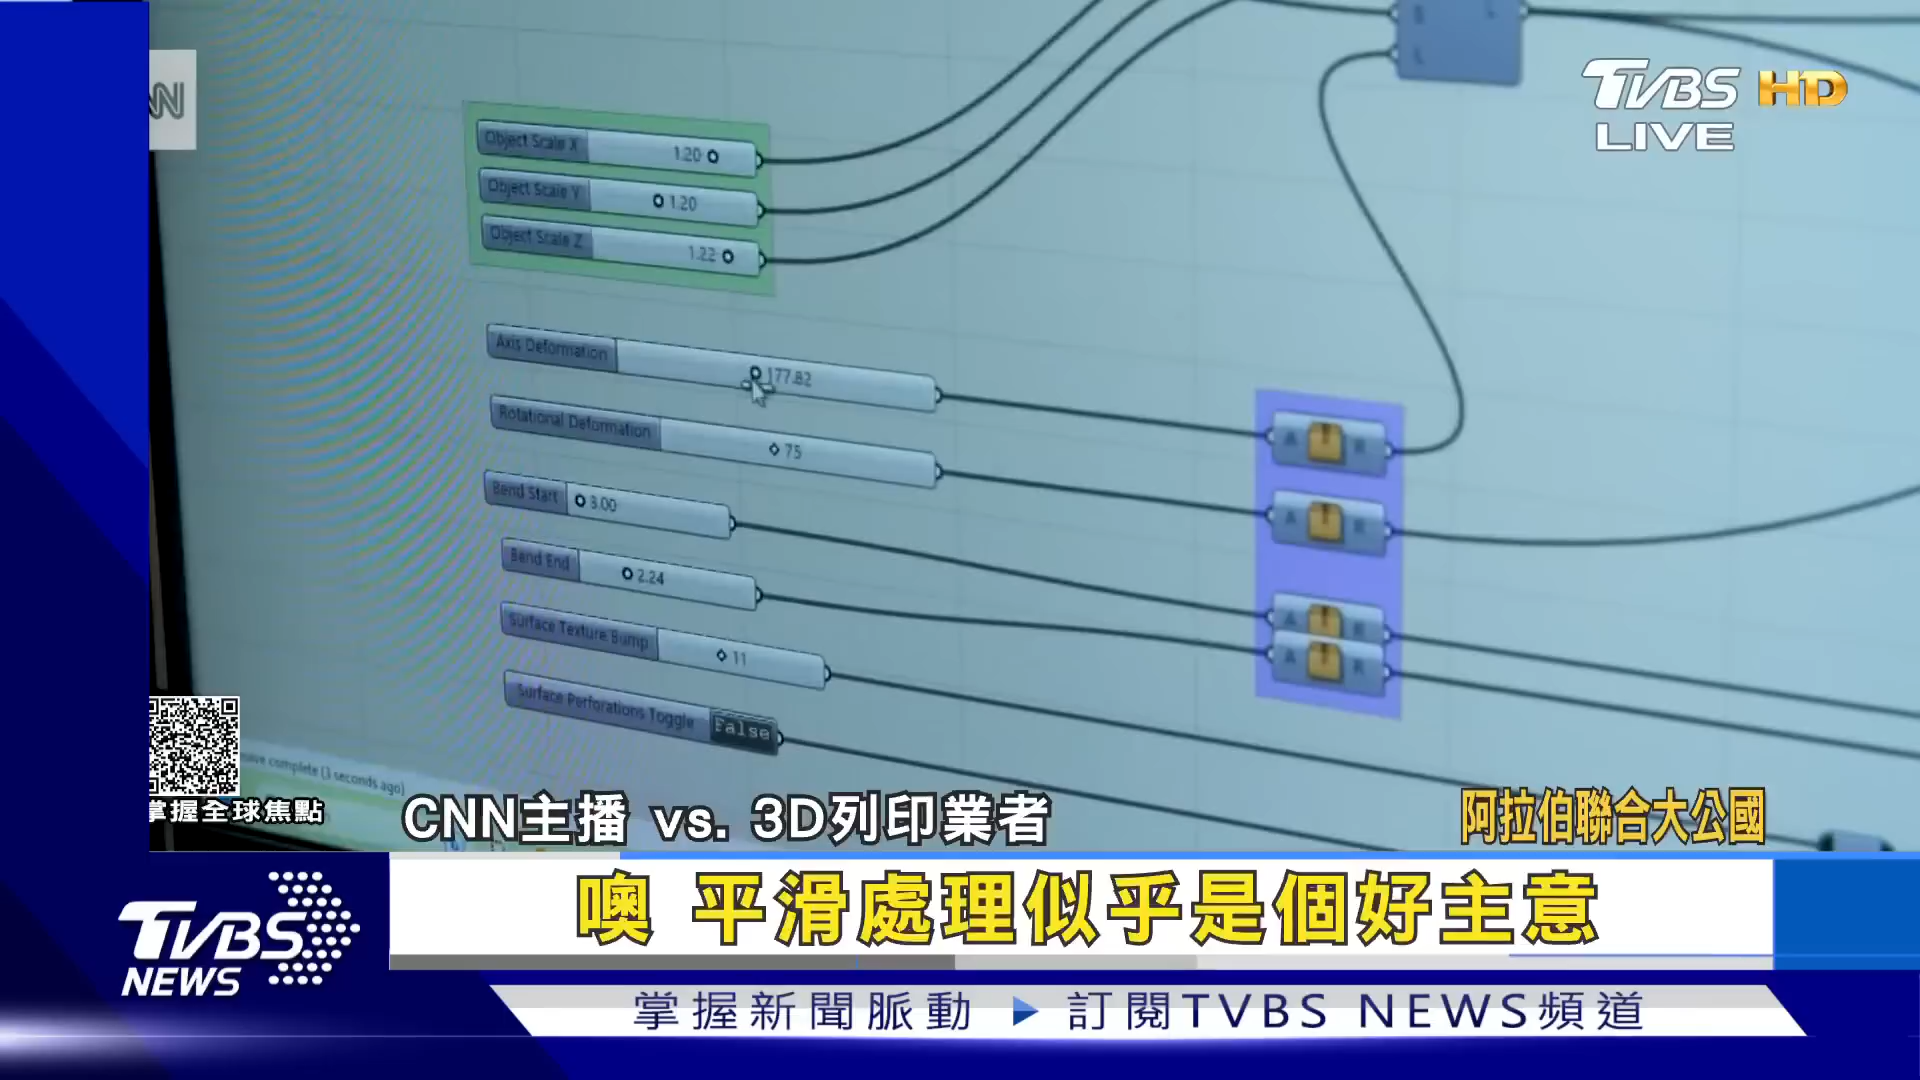 TVBS HD
LIVE
Object Scale X 1.20
Object Scale Y 1.20
Object Scale Z 1.22
Axis Deformation 177.82
Rotational Deformation 75
Bend Start 3.00
Bend End 2.24
Surface Texture Bump 11
Surface Perforations Toggle False
A R
A R
A R
A R
complete (3 seconds ago)
掌握全球焦點
CNN主播 vs. 3D列印業者
阿拉伯聯合大公國
噢 平滑處理似乎是個好主意
TVBS
NEWS
掌握新聞脈動 ▶ 訂閱TVBS NEWS頻道